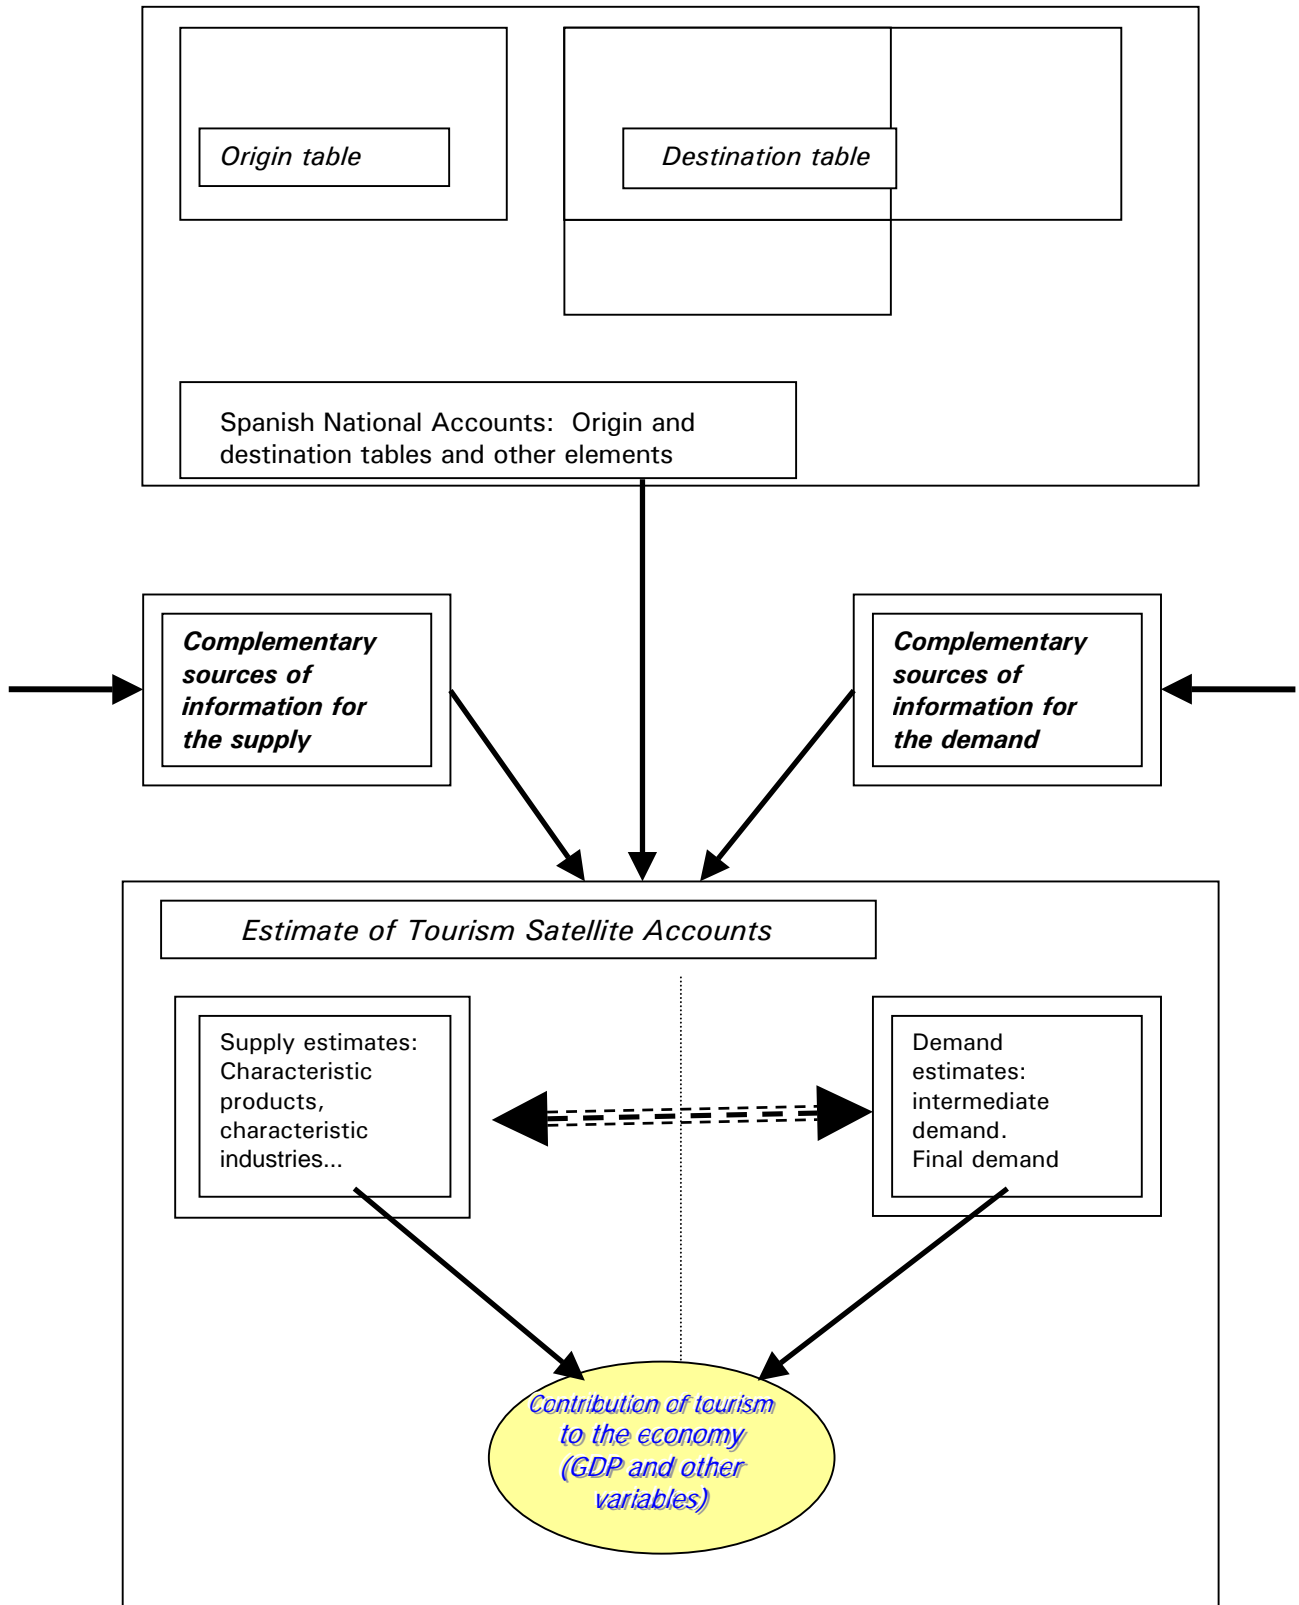 Origin table
Destination table
Spanish National Accounts: Origin and
destination tables and other elements
Complementary
sources of
information for
the supply
Complementary
sources of
information for
the demand
Estimate of Tourism Satellite Accounts
Supply estimates:
Characteristic
products,
characteristic
industries...
Demand
estimates:
intermediate
demand.
Final demand
Contribution of tourism
to the economy
(GDP and other
variables)